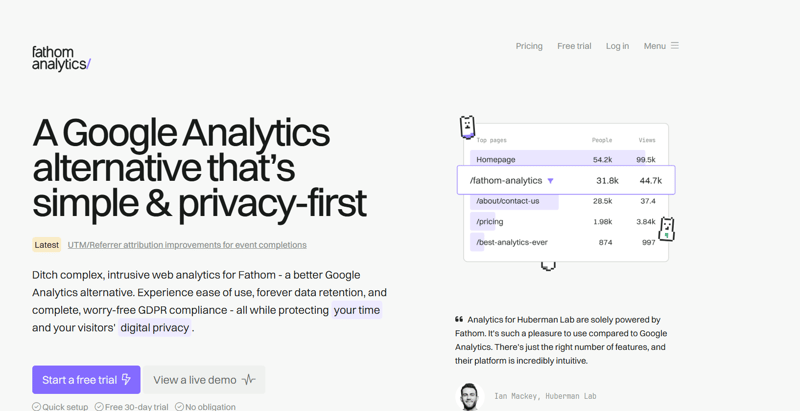 fathom
analytics/
Pricing
Free trial
Log in
Menu
A Google Analytics
alternative that's
simple & privacy-first
Latest
UTM/Referrer attribution improvements for event completions
Ditch complex, intrusive web analytics for Fathom - a better Google
Analytics alternative. Experience ease of use, forever data retention, and
complete, worry-free GDPR compliance - all while protecting your time
and your visitors' digital privacy.
Start a free trial
View a live demo
Quick setup
Free 30-day trial
No obligation
Top pages People Views
Homepage 54.2k 99.5k
/fathom-analytics 31.8k 44.7k
/about/contact-us 28.5k 37.4
/pricing 1.98k 3.84k
/best-analytics-ever 874 997
“ Analytics for Huberman Lab are solely powered by
Fathom. It's such a pleasure to use compared to Google
Analytics. There's just the right number of features, and
their platform is incredibly intuitive.
Ian Mackey, Huberman Lab